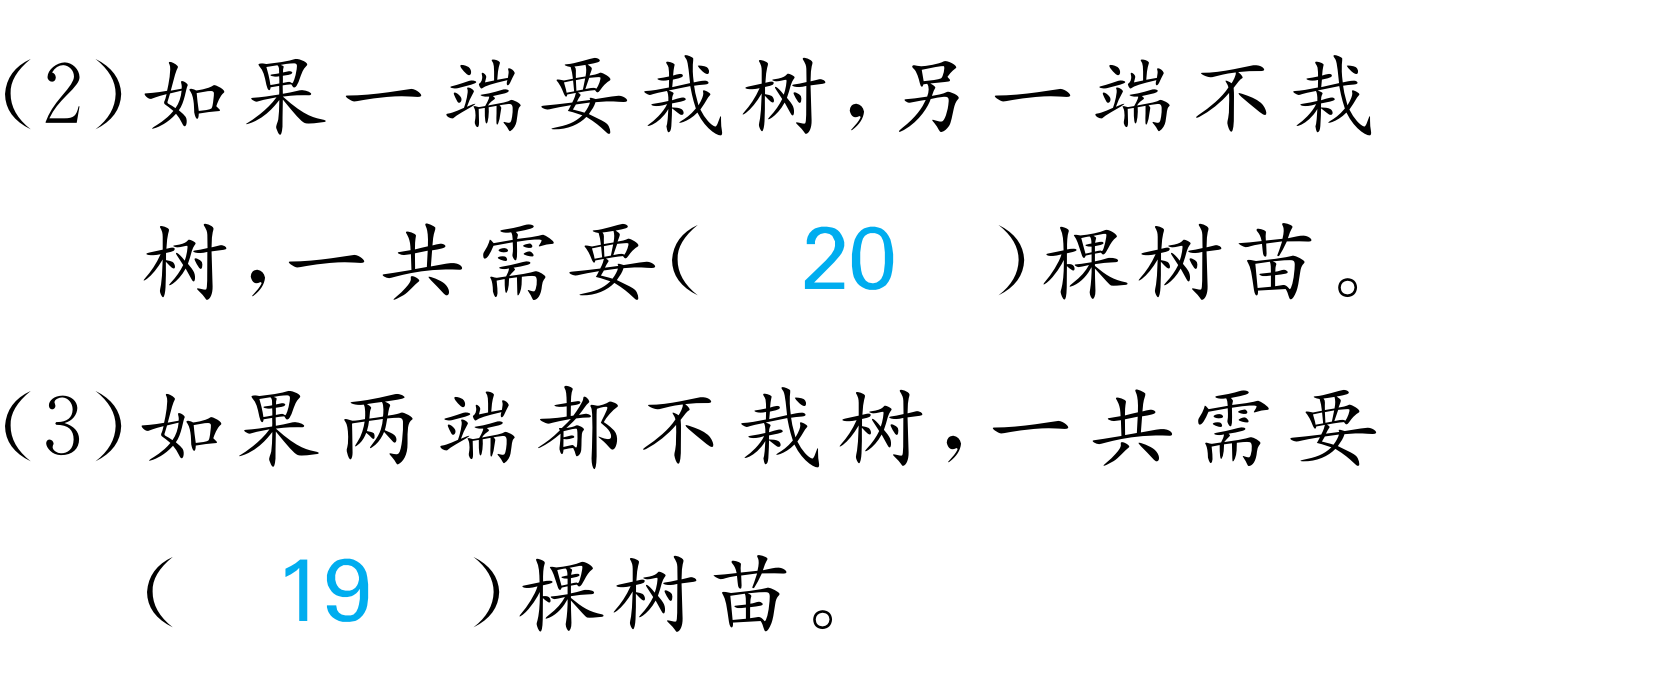 (2)如果一端要栽树,另一端不栽
树,一共需要( 20 )棵树苗。
(3)如果两端都不栽树,一共需要
( 19 )棵树苗。